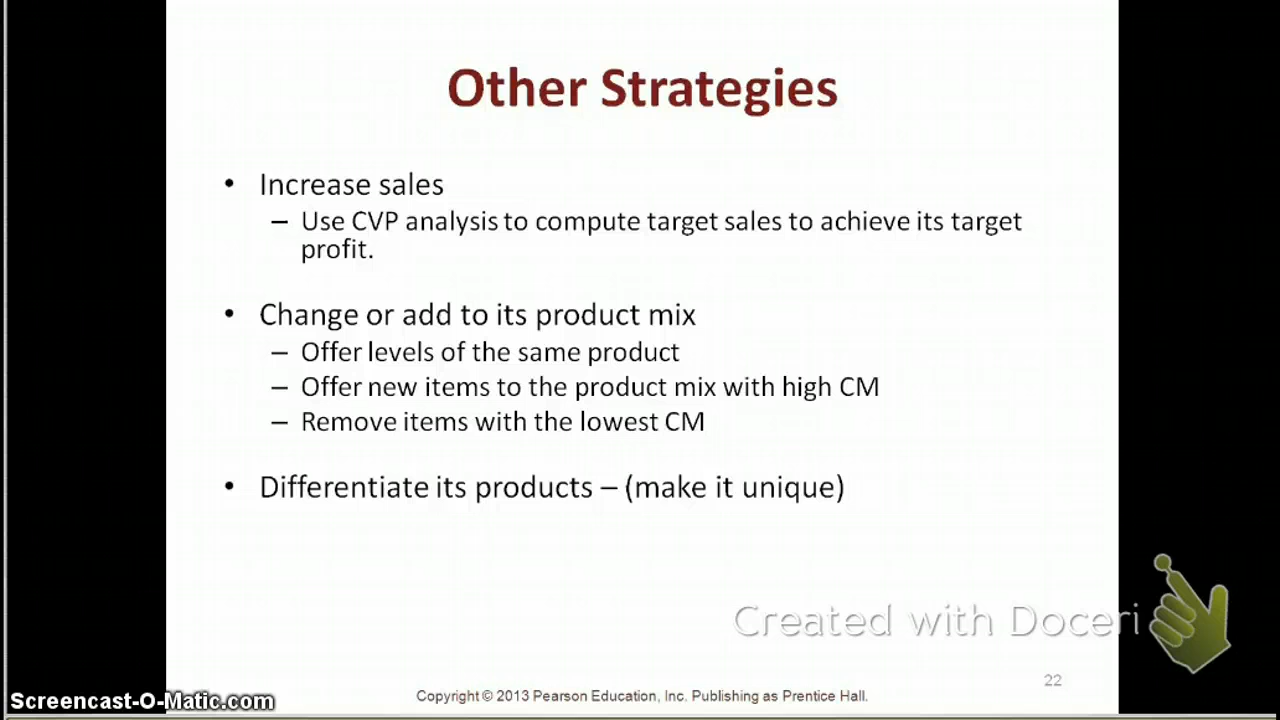 Other Strategies
• Increase sales
– Use CVP analysis to compute target sales to achieve its target
profit.
• Change or add to its product mix
– Offer levels of the same product
– Offer new items to the product mix with high CM
– Remove items with the lowest CM
• Differentiate its products – (make it unique)
Created with Doceri
22
Copyright © 2013 Pearson Education, Inc. Publishing as Prentice Hall.
Screencast-O-Matic.com